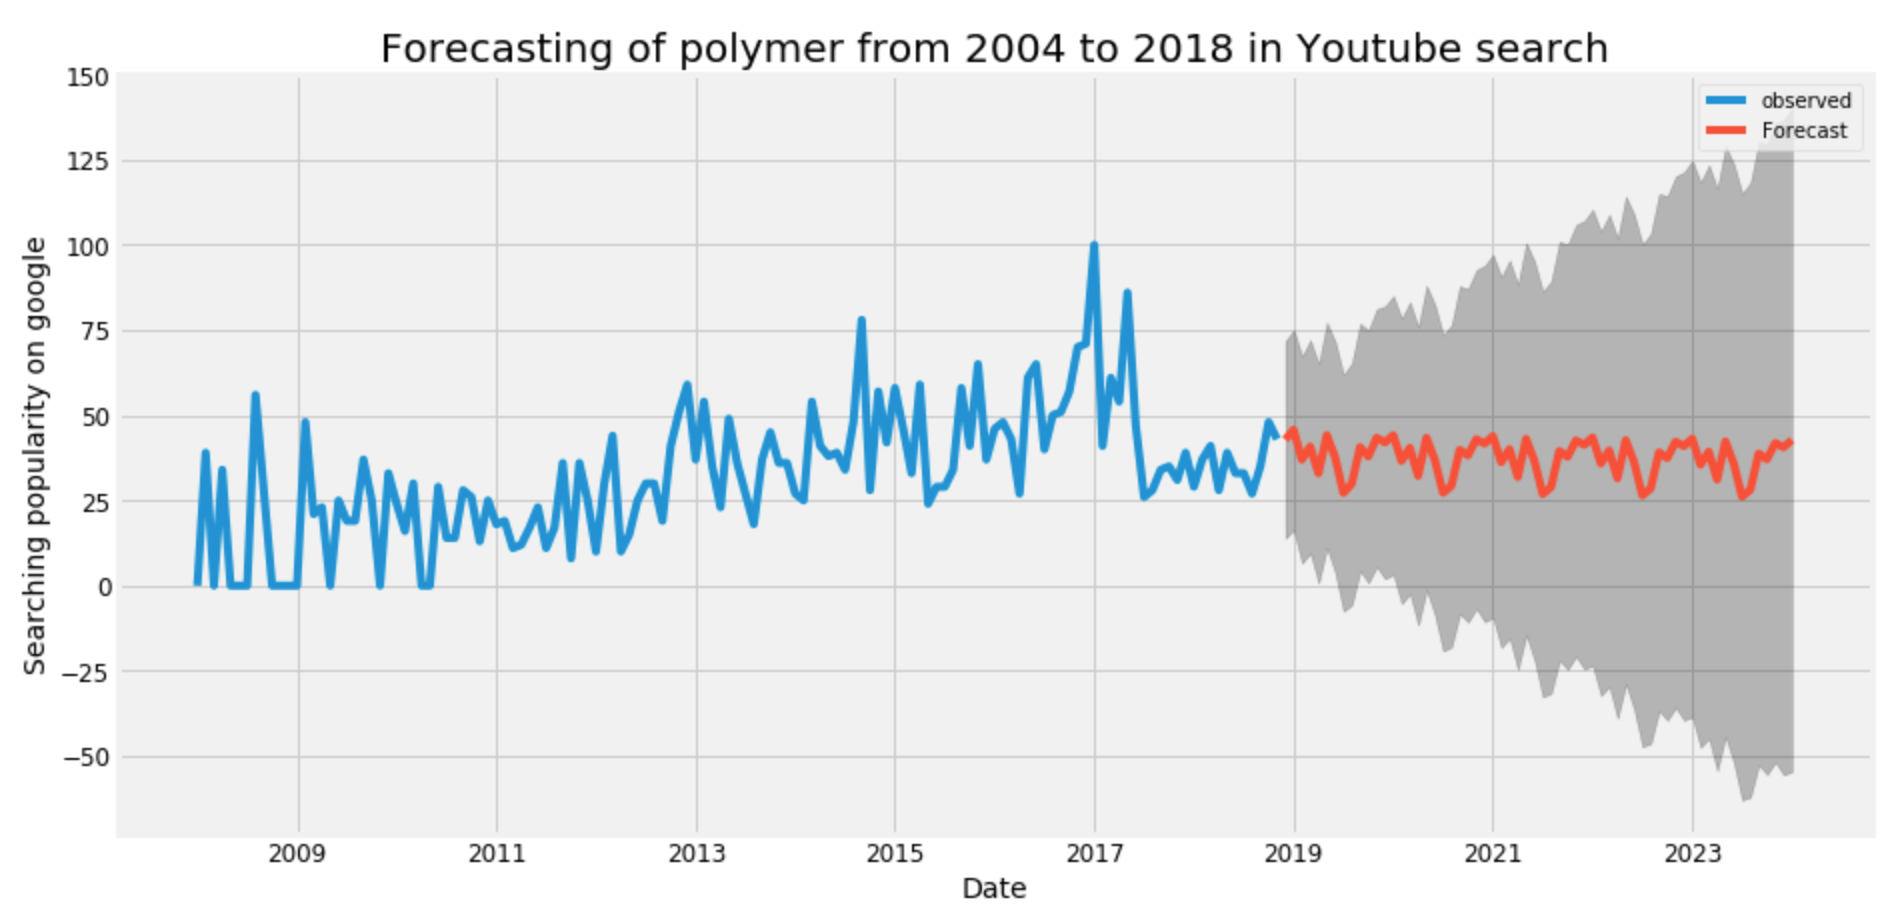 Forecasting of polymer from 2004 to 2018 in Youtube search
150
125
100
75
50
25
0
−25
−50
Searching popularity on google
observed
Forecast
2009 2011 2013 2015 2017 2019 2021 2023
Date